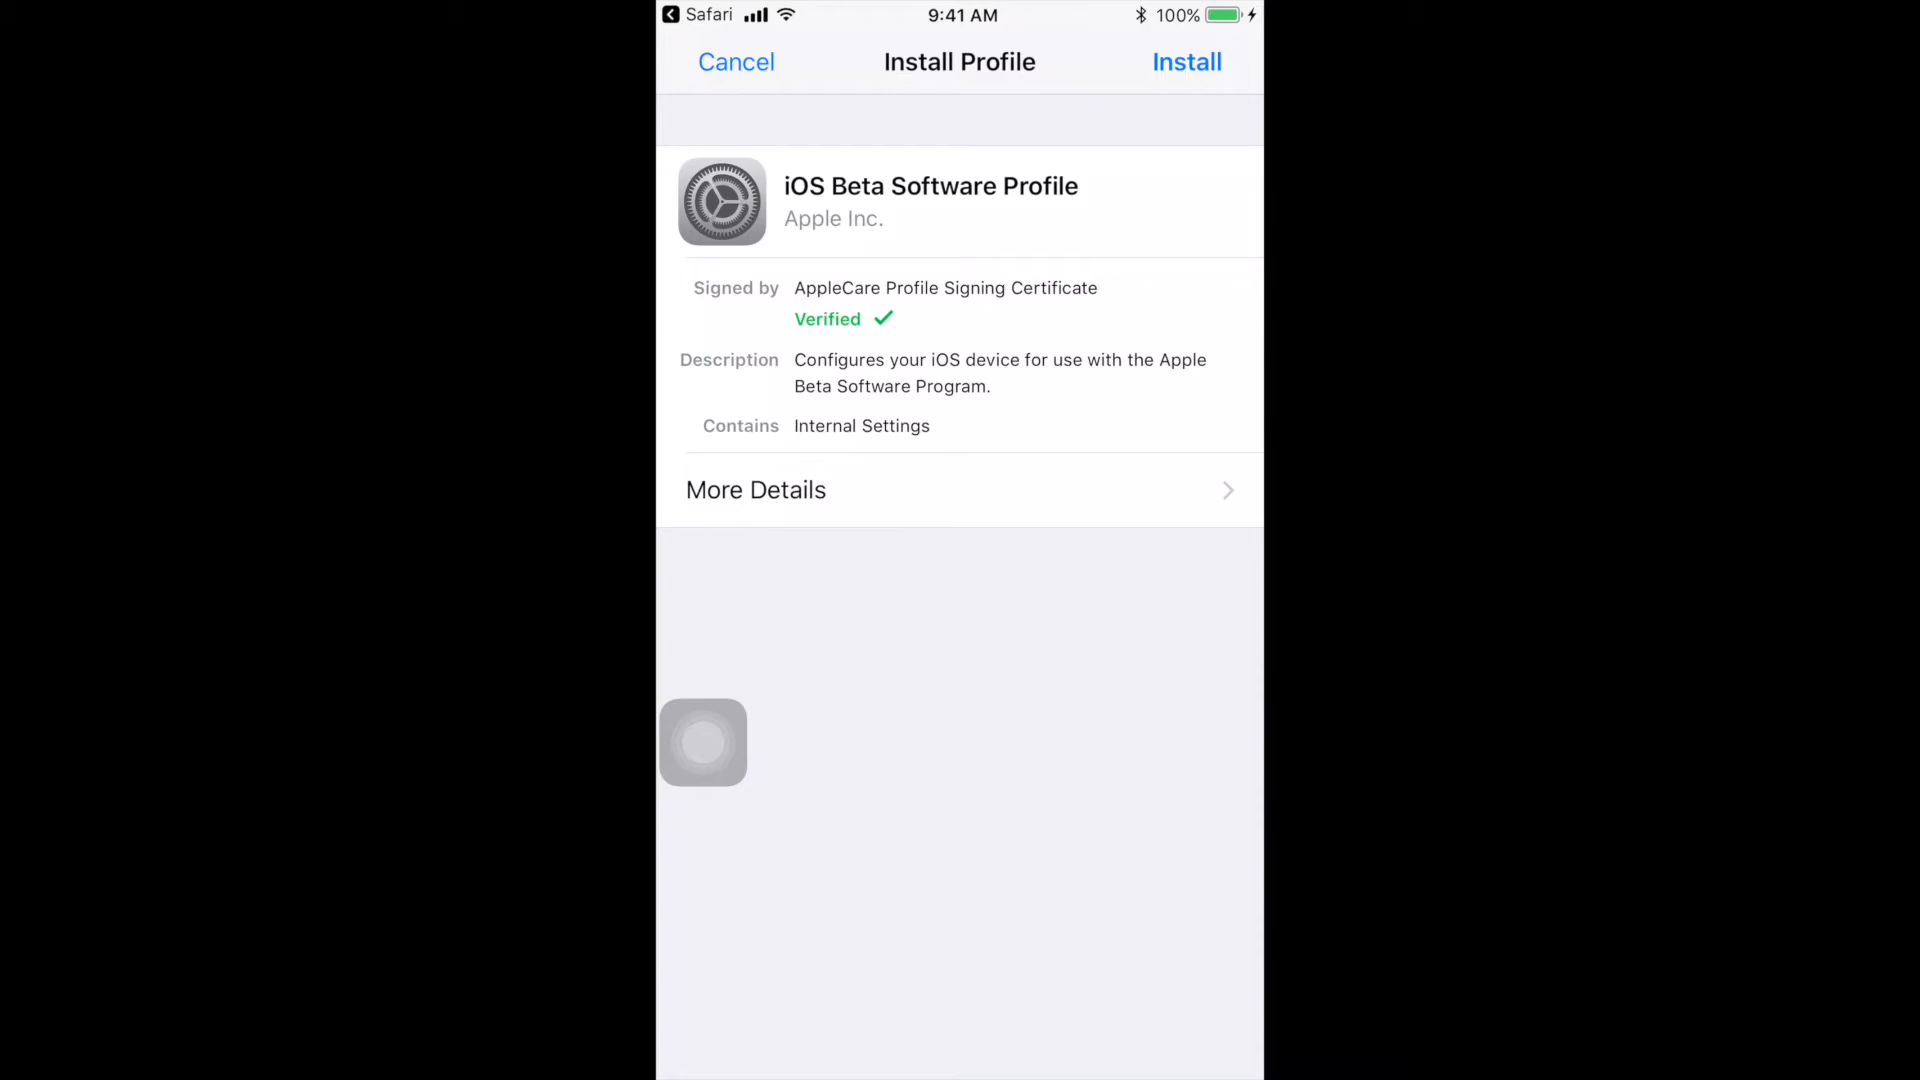 Safari 9:41 AM 100%
Cancel Install Profile Install
iOS Beta Software Profile
Apple Inc.
Signed by AppleCare Profile Signing Certificate
Verified
Description Configures your iOS device for use with the Apple
Beta Software Program.
Contains Internal Settings
More Details